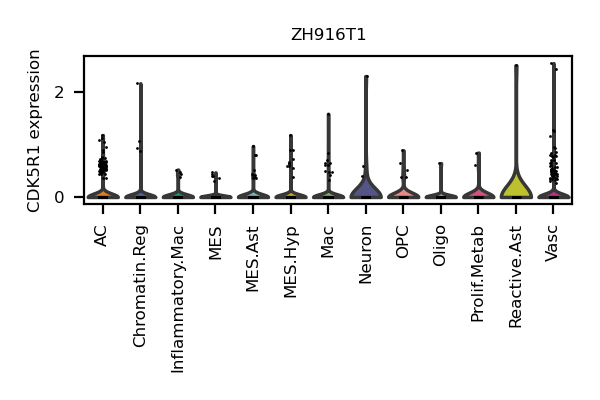 ZH916T1
CDK5R1 expression
2
0
AC
Chromatin.Reg
Inflammatory.Mac
MES
MES.Ast
MES.Hyp
Mac
Neuron
OPC
Oligo
Prolif.Metab
Reactive.Ast
Vasc